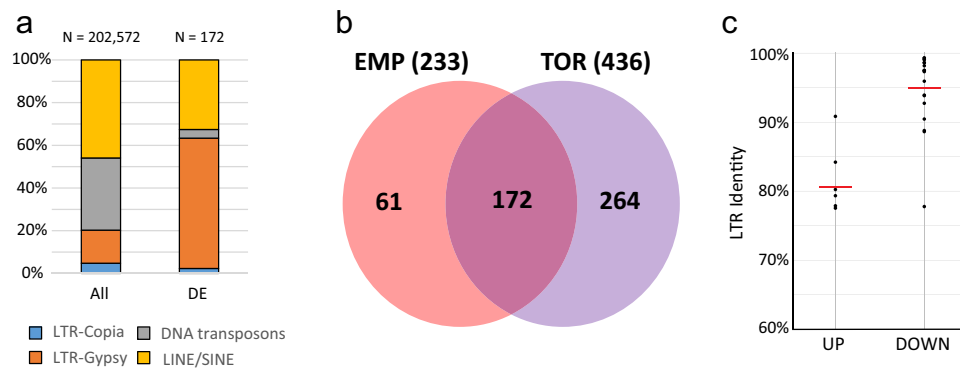 a
N = 202,572 N = 172
100%
80%
60%
40%
20%
0%
All DE
LTR-Copia DNA transposons
LTR-Gypsy LINE/SINE
b
EMP (233) TOR (436)
61 172 264
c
100%
90%
80%
70%
60%
LTR Identity
UP DOWN